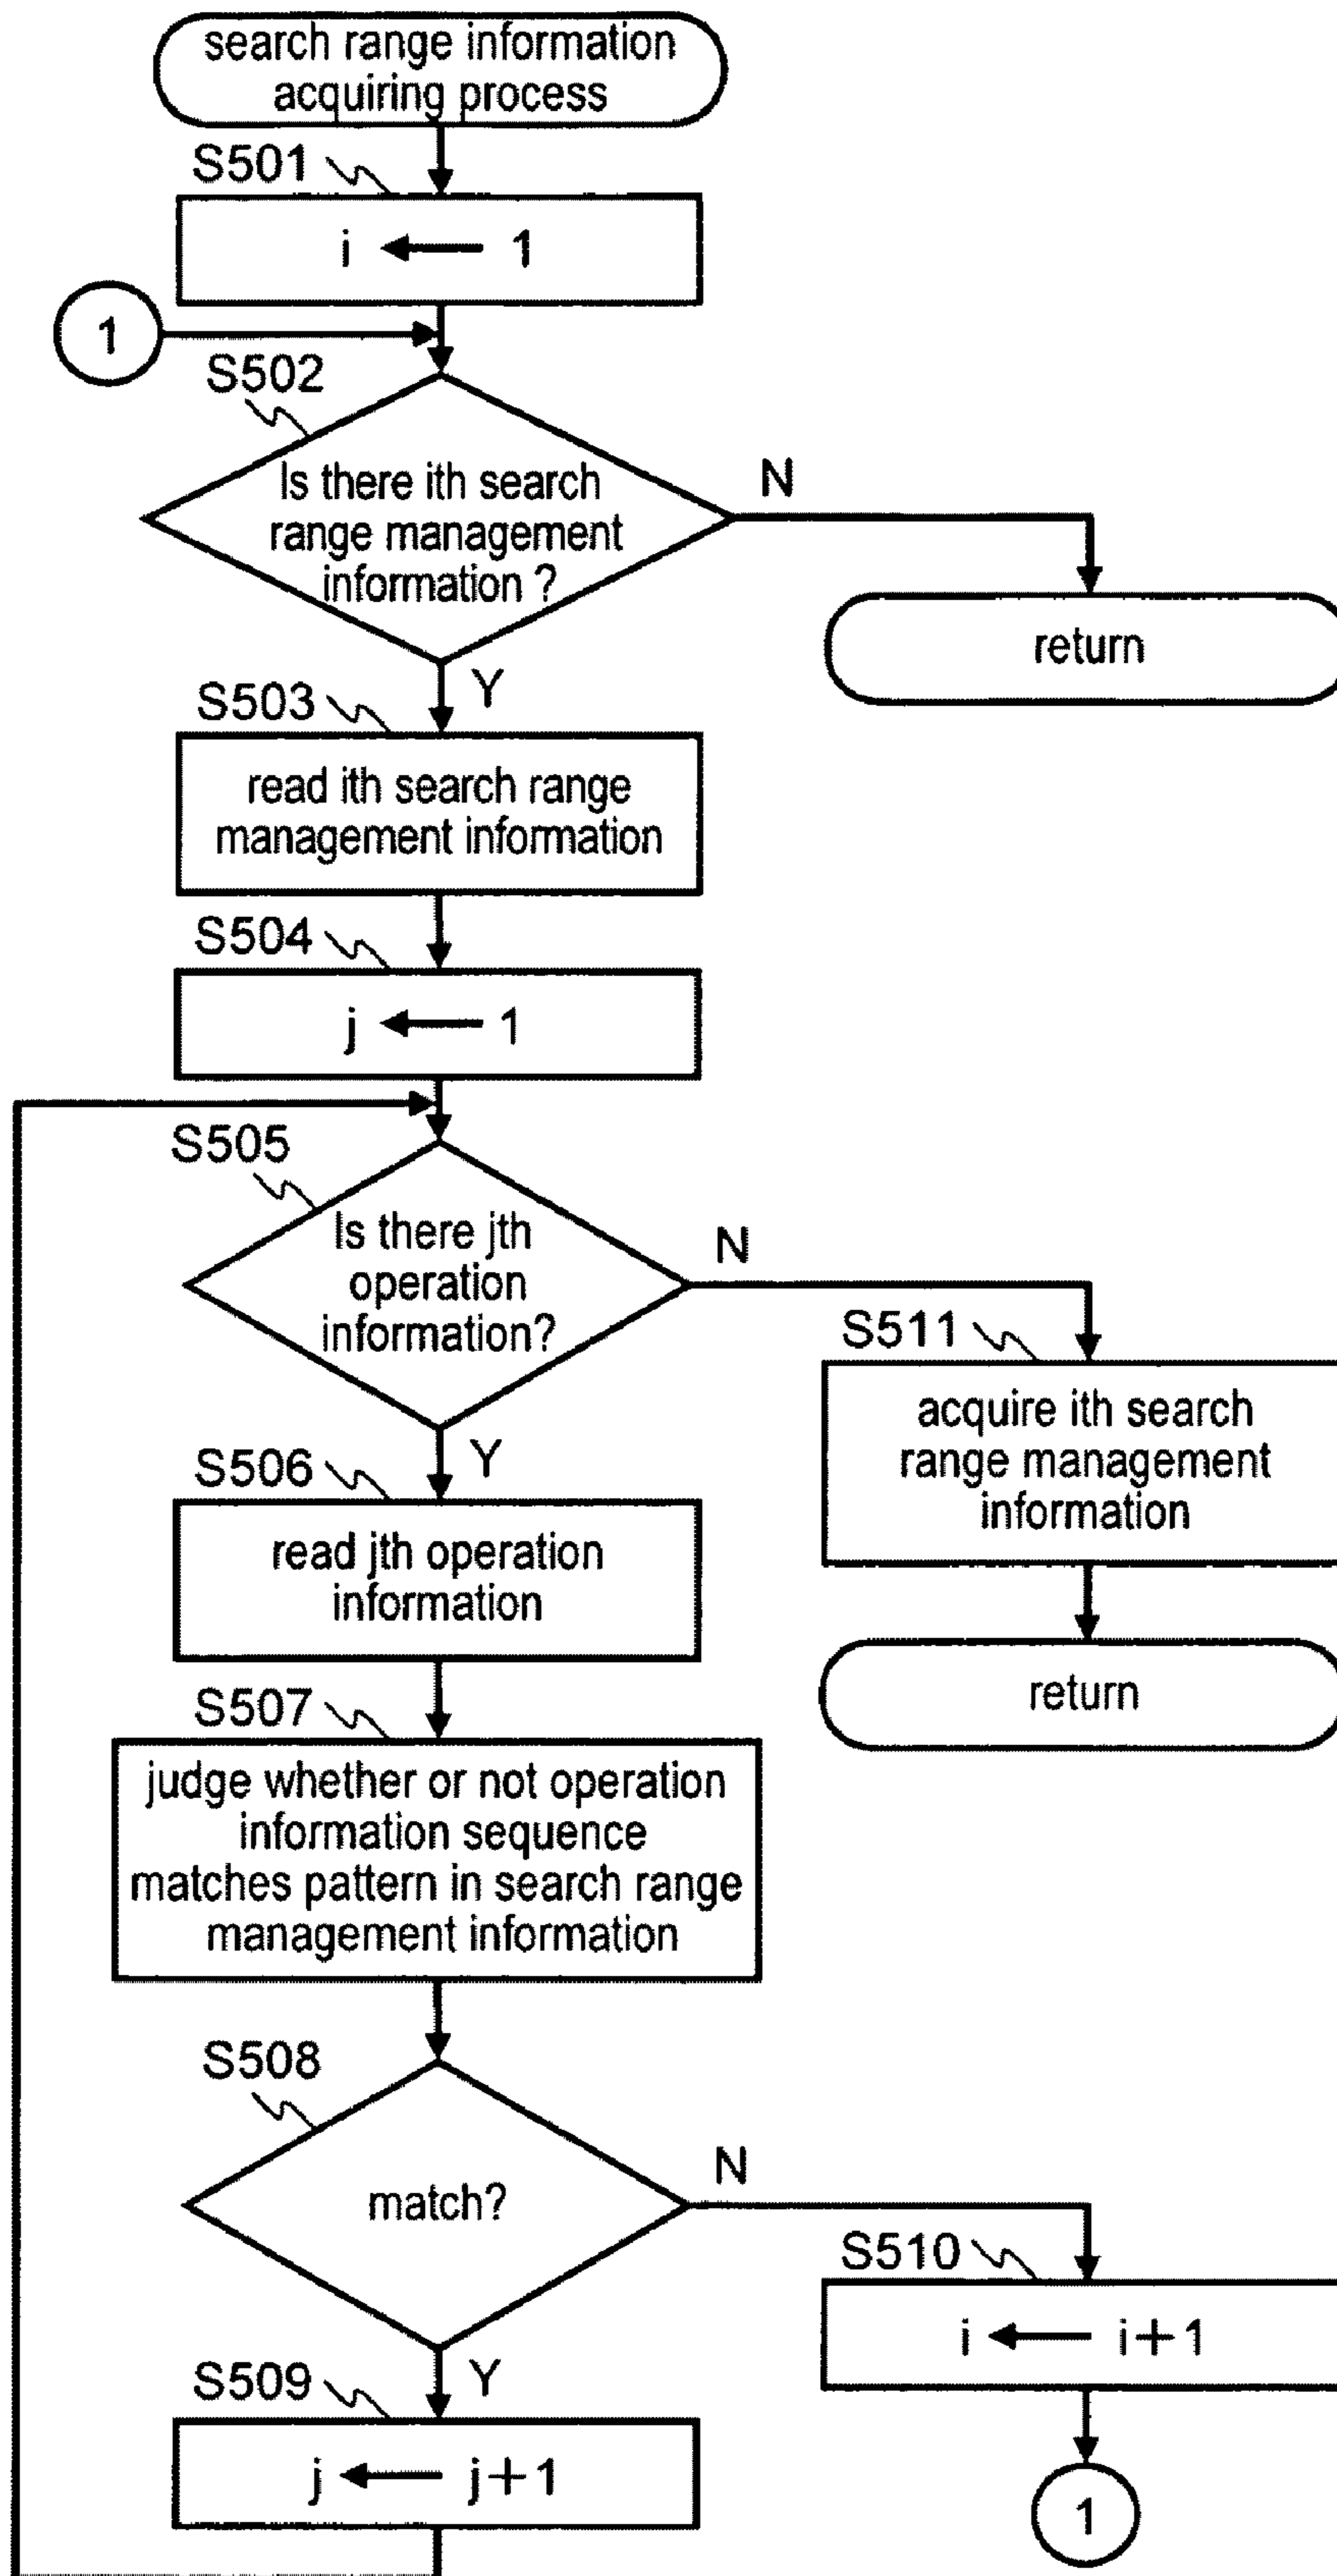 search range information
acquiring process
S501
i ← 1
1
S502
Is there ith search
range management
information ?
N
return
Y
S503
read ith search range
management information
S504
j ← 1
S505
Is there jth
operation
information?
N
S511
acquire ith search
range management
information
return
Y
S506
read jth operation
information
S507
judge whether or not operation
information sequence
matches pattern in search range
management information
S508
match?
N
S510
i ← i+1
1
Y
S509
j ← j+1